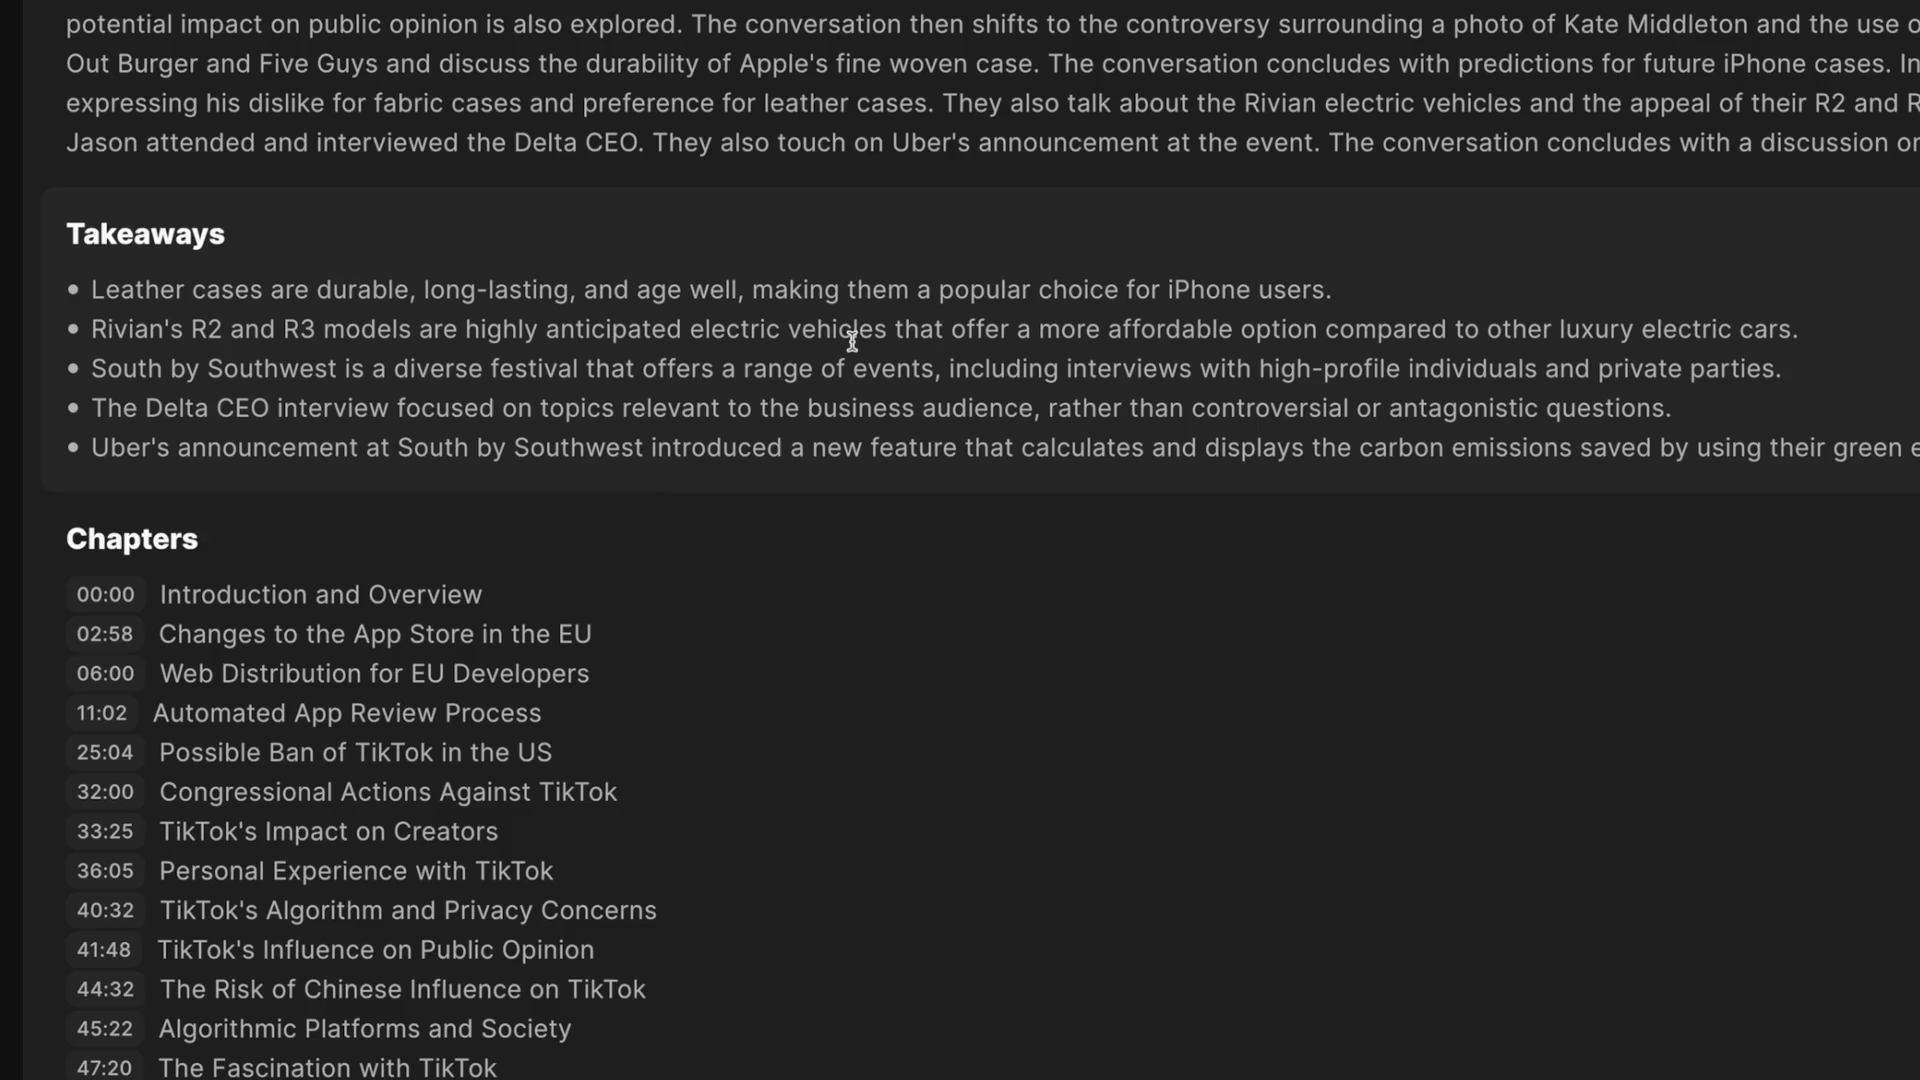 potential impact on public opinion is also explored. The conversation then shifts to the controversy surrounding a photo of Kate Middleton and the use o
Out Burger and Five Guys and discuss the durability of Apple's fine woven case. The conversation concludes with predictions for future iPhone cases. In
expressing his dislike for fabric cases and preference for leather cases. They also talk about the Rivian electric vehicles and the appeal of their R2 and R
Jason attended and interviewed the Delta CEO. They also touch on Uber's announcement at the event. The conversation concludes with a discussion on
Takeaways
• Leather cases are durable, long-lasting, and age well, making them a popular choice for iPhone users.
• Rivian's R2 and R3 models are highly anticipated electric vehicles that offer a more affordable option compared to other luxury electric cars.
• South by Southwest is a diverse festival that offers a range of events, including interviews with high-profile individuals and private parties.
• The Delta CEO interview focused on topics relevant to the business audience, rather than controversial or antagonistic questions.
• Uber's announcement at South by Southwest introduced a new feature that calculates and displays the carbon emissions saved by using their green e
Chapters
00:00 Introduction and Overview
02:58 Changes to the App Store in the EU
06:00 Web Distribution for EU Developers
11:02 Automated App Review Process
25:04 Possible Ban of TikTok in the US
32:00 Congressional Actions Against TikTok
33:25 TikTok's Impact on Creators
36:05 Personal Experience with TikTok
40:32 TikTok's Algorithm and Privacy Concerns
41:48 TikTok's Influence on Public Opinion
44:32 The Risk of Chinese Influence on TikTok
45:22 Algorithmic Platforms and Society
47:20 The Fascination with TikTok